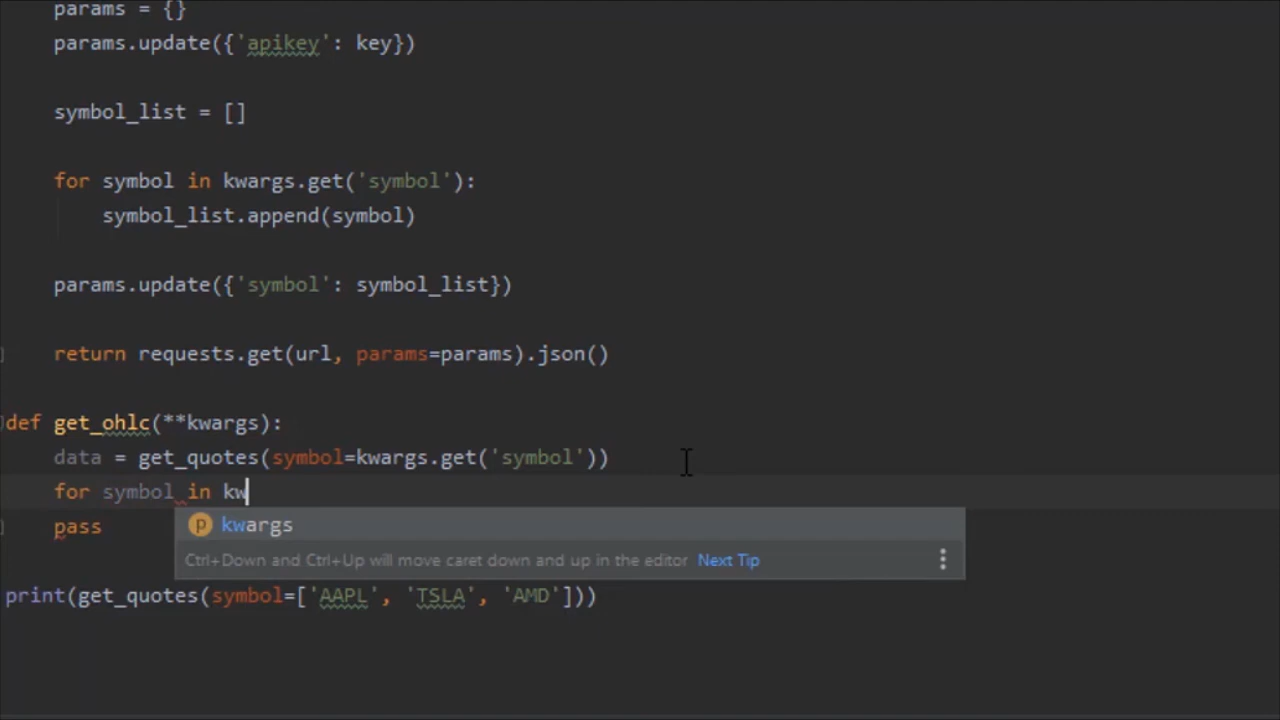 params = {}
params.update({'apikey': key})
symbol_list = []
for symbol in kwargs.get('symbol'):
symbol_list.append(symbol)
params.update({'symbol': symbol_list})
return requests.get(url, params=params).json()
def get_ohlc(**kwargs):
data = get_quotes(symbol=kwargs.get('symbol'))
for symbol in kw
pass
p kwargs
Ctrl+Down and Ctrl+Up will move caret down and up in the editor Next Tip
print(get_quotes(symbol=['AAPL', 'TSLA', 'AMD']))